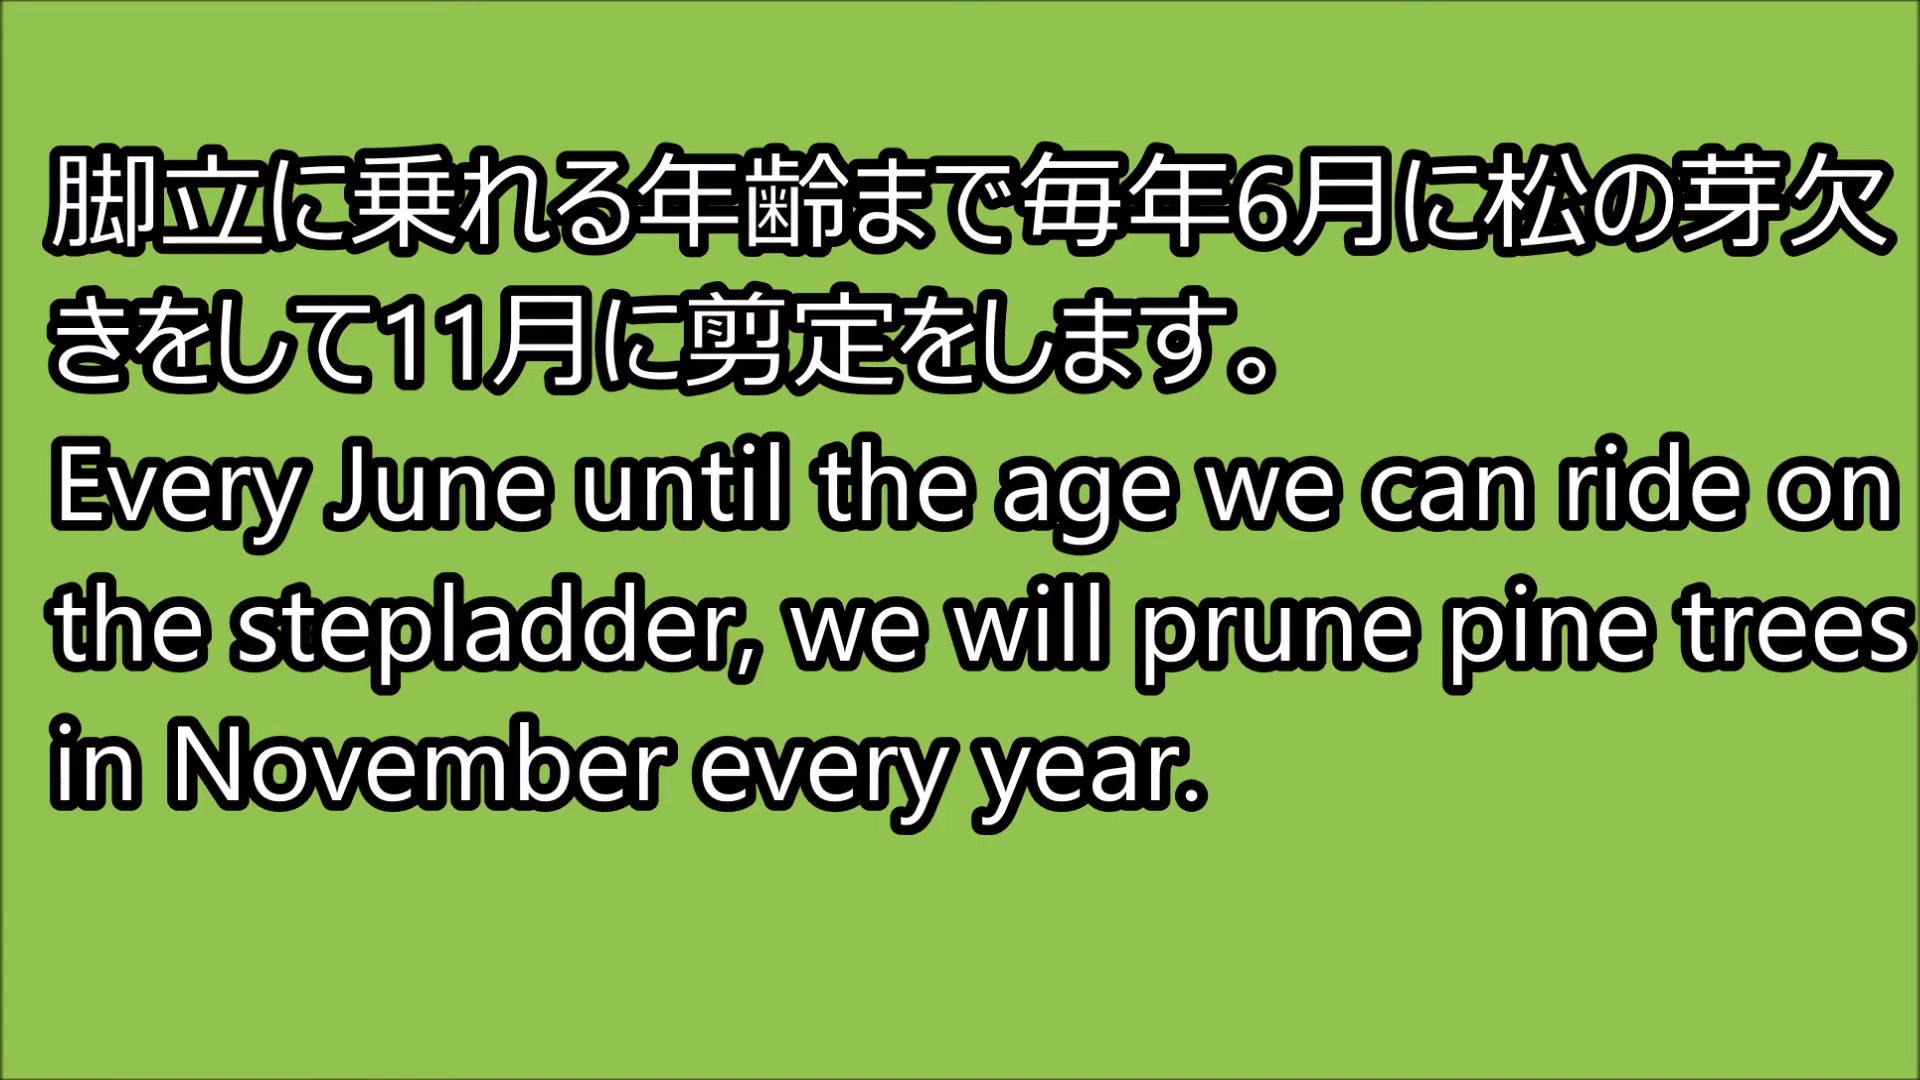 脚立に乗れる年齢まで毎年6月に松の芽欠
きをして11月に剪定をします。
Every June until the age we can ride on
the stepladder, we will prune pine trees
in November every year.